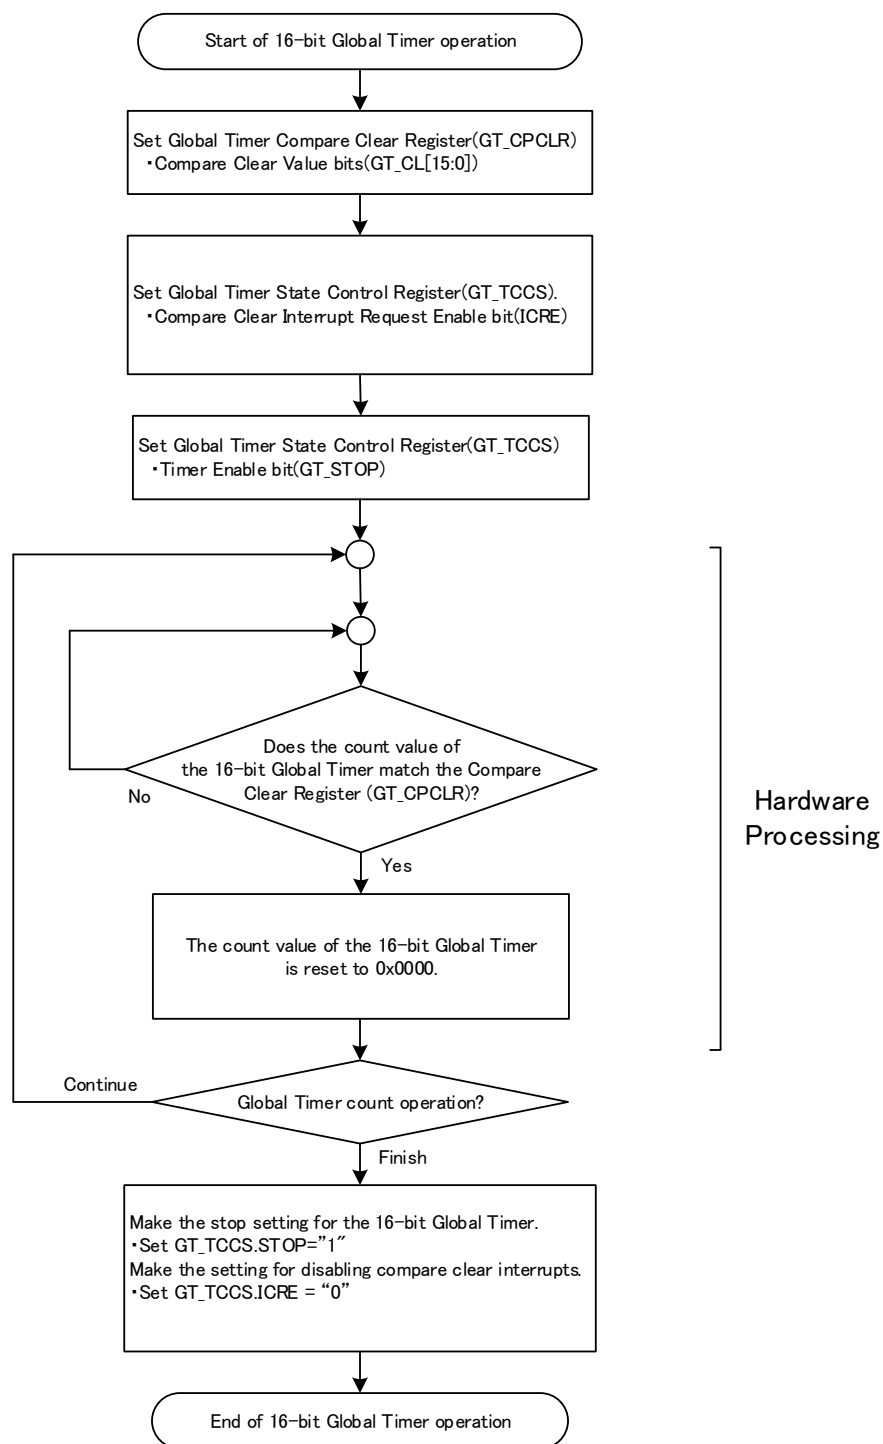 Start of 16-bit Global Timer operation
Set Global Timer Compare Clear Register(GT_CPCLR)
・Compare Clear Value bits(GT_CL[15:0])
Set Global Timer State Control Register(GT_TCCS).
・Compare Clear Interrupt Request Enable bit(ICRE)
Set Global Timer State Control Register(GT_TCCS)
・Timer Enable bit(GT_STOP)
Does the count value of
the 16-bit Global Timer match the Compare
Clear Register (GT_CPCLR)?
No
Yes
Hardware
Processing
The count value of the 16-bit Global Timer
is reset to 0x0000.
Continue
Global Timer count operation?
Finish
Make the stop setting for the 16-bit Global Timer.
・Set GT_TCCS.STOP=”1″
Make the setting for disabling compare clear interrupts.
・Set GT_TCCS.ICRE = “0”
End of 16-bit Global Timer operation